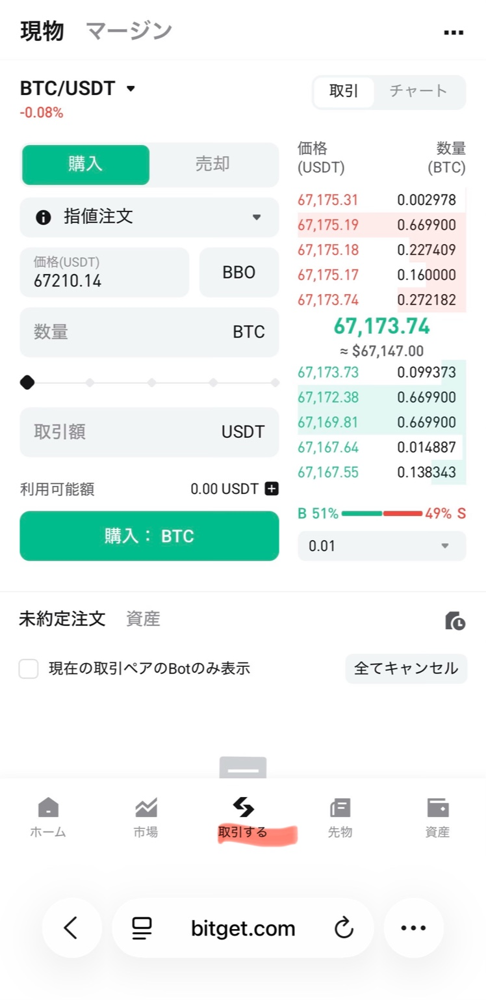 現物 マージン
BTC/USDT
-0.08%
取引 チャート
購入 売却
指値注文
価格(USDT)
67210.14
BBO
数量 BTC
取引額 USDT
利用可能額 0.00 USDT
購入： BTC
価格 数量
(USDT) (BTC)
67,175.31 0.002978
67,175.19 0.669900
67,175.18 0.227409
67,175.17 0.160000
67,173.74 0.272182
67,173.74
≈ $67,147.00
67,173.73 0.099373
67,172.38 0.669900
67,169.81 0.669900
67,167.64 0.014887
67,167.55 0.138343
B 51% 49% S
0.01
未約定注文 資産
現在の取引ペアのBotのみ表示 全てキャンセル
ホーム 市場 取引する 先物 資産
bitget.com